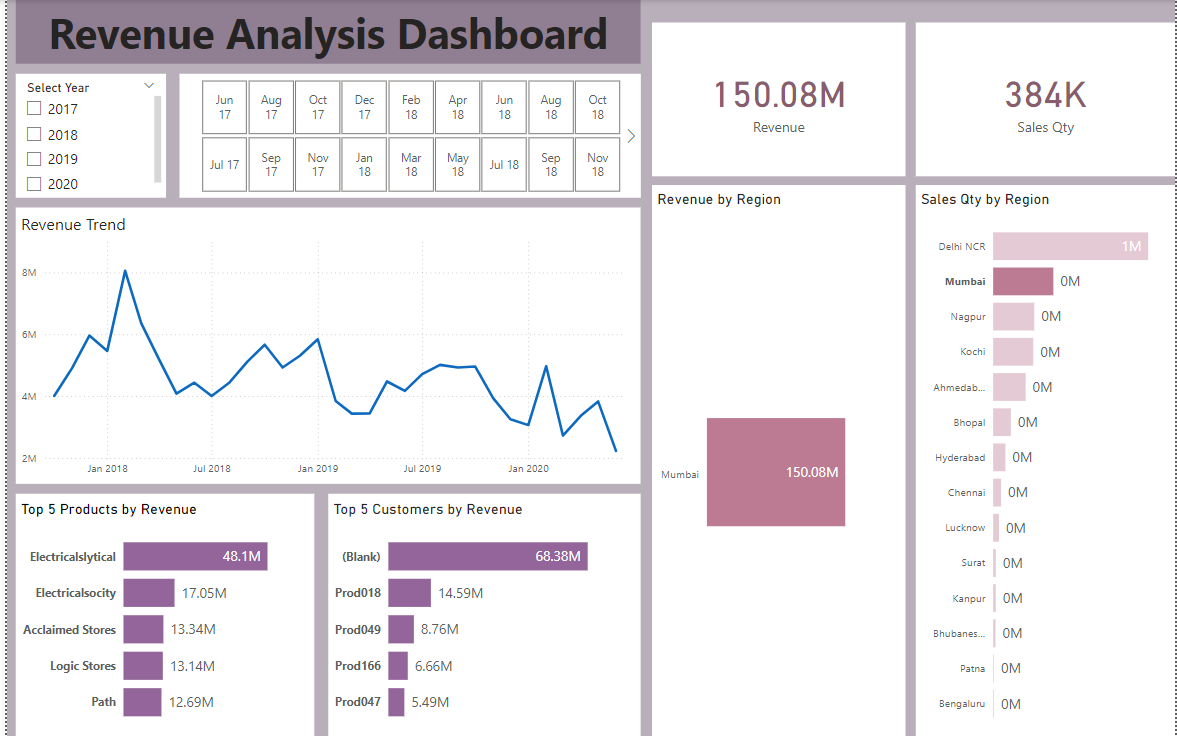 Revenue Analysis Dashboard
Select Year
2017
2018
2019
2020
Jun 17
Aug 17
Oct 17
Dec 17
Feb 18
Apr 18
Jun 18
Aug 18
Oct 18
Jul 17
Sep 17
Nov 17
Jan 18
Mar 18
May 18
Jul 18
Sep 18
Nov 18
150.08M
Revenue
384K
Sales Qty
Revenue Trend
8M
6M
4M
2M
Jan 2018
Jul 2018
Jan 2019
Jul 2019
Jan 2020
Top 5 Products by Revenue
Electricalslytical 48.1M
Electricalsocity 17.05M
Acclaimed Stores 13.34M
Logic Stores 13.14M
Path 12.69M
Top 5 Customers by Revenue
(Blank) 68.38M
Prod018 14.59M
Prod049 8.76M
Prod166 6.66M
Prod047 5.49M
Revenue by Region
Mumbai 150.08M
Sales Qty by Region
Delhi NCR 1M
Mumbai 0M
Nagpur 0M
Kochi 0M
Ahmedab... 0M
Bhopal 0M
Hyderabad 0M
Chennai 0M
Lucknow 0M
Surat 0M
Kanpur 0M
Bhubanes... 0M
Patna 0M
Bengaluru 0M